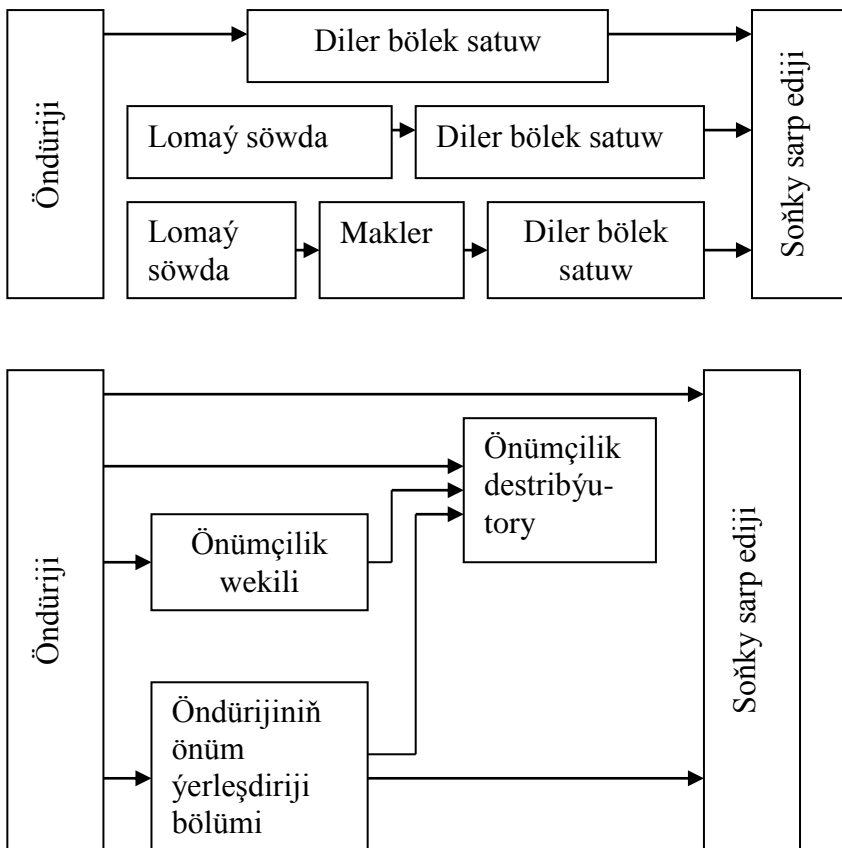 Öndüriji
Diler bölek satuw
Lomaý söwda
Diler bölek satuw
Lomaý
söwda
Makler
Diler bölek
satuw
Soňky sarp ediji
Öndüriji
Önümçilik
destribýu-
tory
Önümçilik
wekili
Öndürijiniň
önüm
ýerleşdiriji
bölümi
Soňky sarp ediji